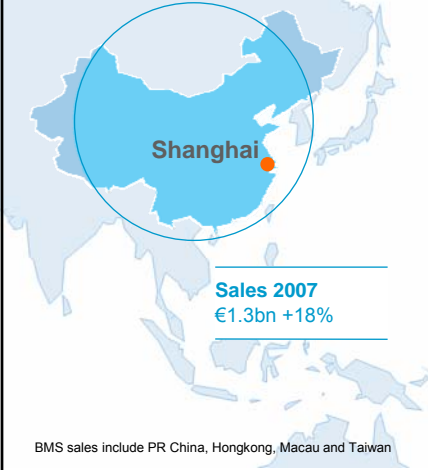 Shanghai
Sales 2007
€1.3bn +18%
BMS sales include PR China, Hongkong, Macau and Taiwan